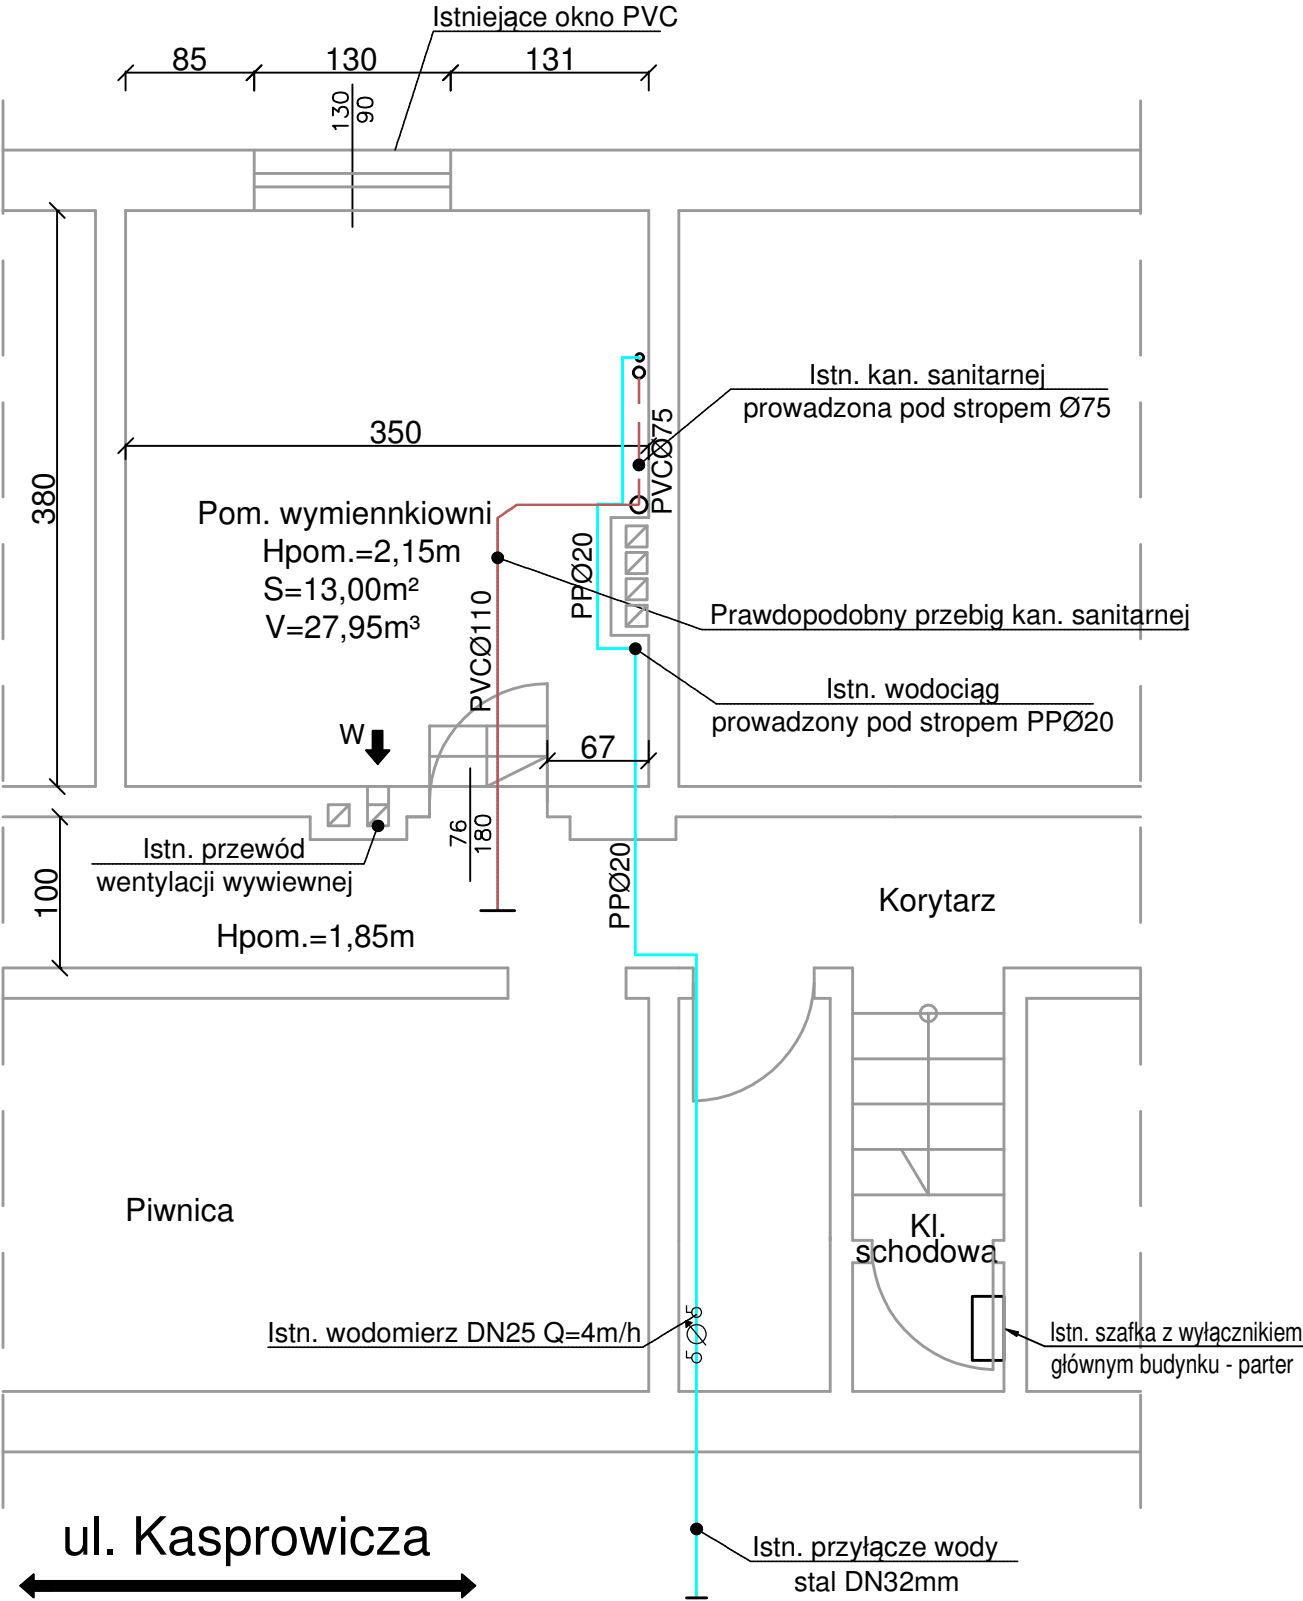 Istniejące okno PVC
85
130
131
130
90
Istn. kan. sanitarnej
prowadzona pod stropem Ø75
350
PVCØ75
380
Pom. wymiennkiowni
Hpom.=2,15m
S=13,00m²
V=27,95m³
PPØ20
PVCØ110
Prawdopodobny przebig kan. sanitarnej
Istn. wodociąg
prowadzony pod stropem PPØ20
W
67
76
180
Istn. przewód
wentylacji wywiewnej
100
PPØ20
Korytarz
Hpom.=1,85m
Piwnica
Kl.
schodowa
Istn. wodomierz DN25 Q=4m/h
5
5
Istn. szafka z wyłącznikiem
głównym budynku - parter
ul. Kasprowicza
Istn. przyłącze wody
stal DN32mm